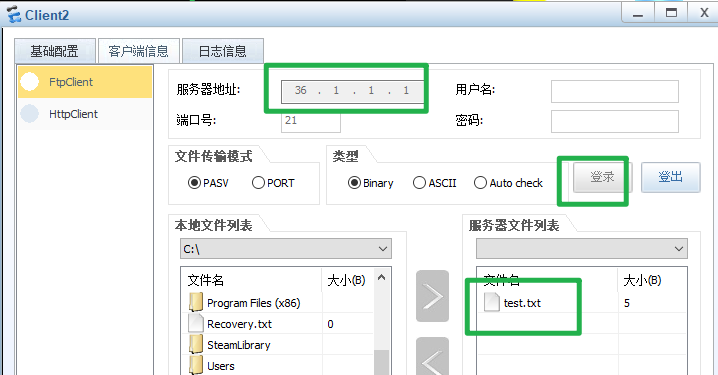 Client2
基础配置 客户端信息 日志信息
FtpClient
HttpClient
服务器地址: 36 . 1 . 1 . 1 用户名:
端口号: 21 密码:
文件传输模式 类型
PASV PORT Binary ASCII Auto check 登录 登出
本地文件列表 服务器文件列表
C:\
文件名 大小(B) 文件名 大小(B)
Program Files (x86) test.txt 5
Recovery.txt 0
SteamLibrary
Users